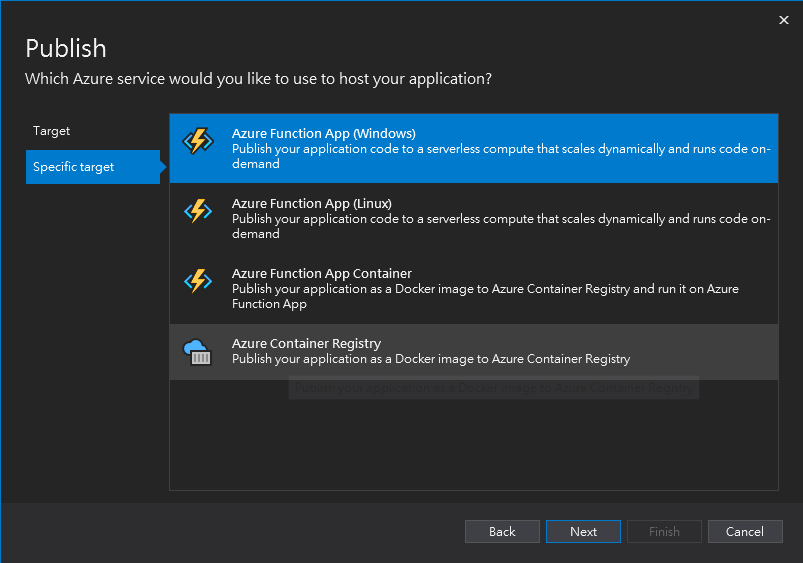 Publish
Which Azure service would you like to use to host your application?
Target
Specific target
Azure Function App (Windows)
Publish your application code to a serverless compute that scales dynamically and runs code on-
demand
Azure Function App (Linux)
Publish your application code to a serverless compute that scales dynamically and runs code on-
demand
Azure Function App Container
Publish your application as a Docker image to Azure Container Registry and run it on Azure
Function App
Azure Container Registry
Publish your application as a Docker image to Azure Container Registry
Publish your application as a Docker image to Azure Container Registry
Back
Next
Finish
Cancel